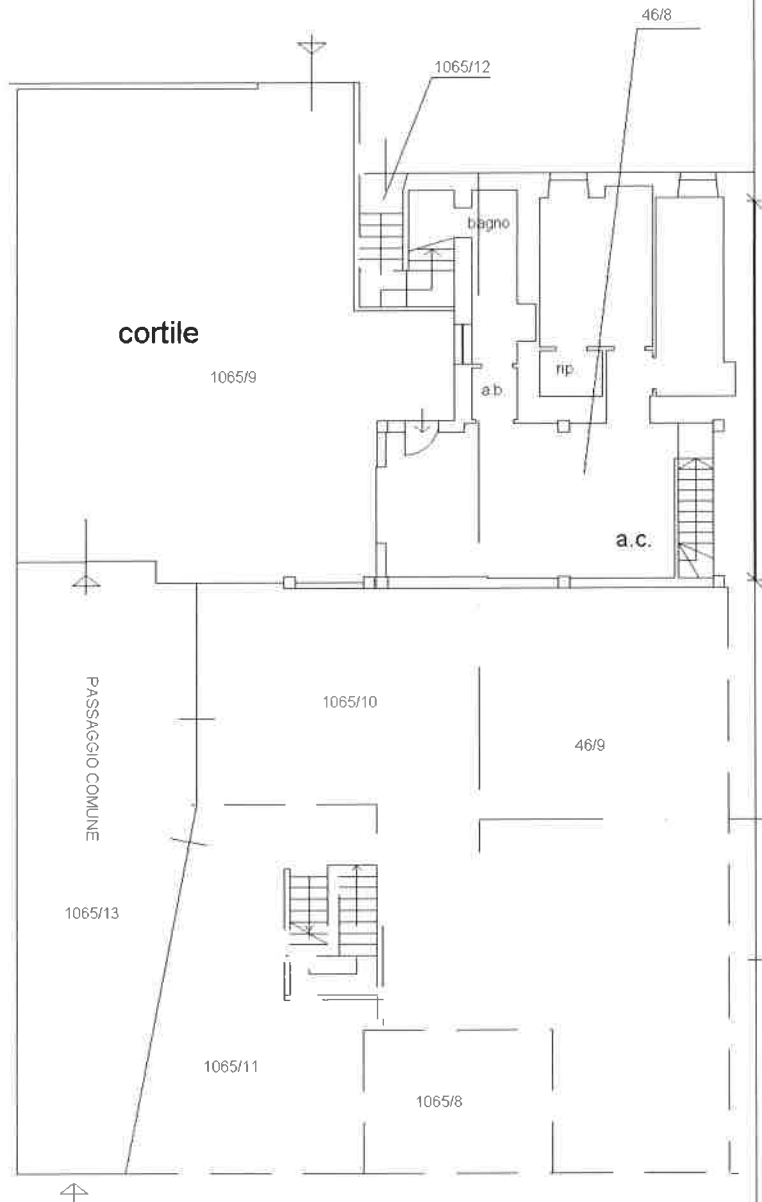 46/8
1065/12
bagno
cortile
1065/9
rip.
a.b.
a.c.
PASSAGGIO COMUNE
1065/10
46/9
1065/13
1065/11
1065/8